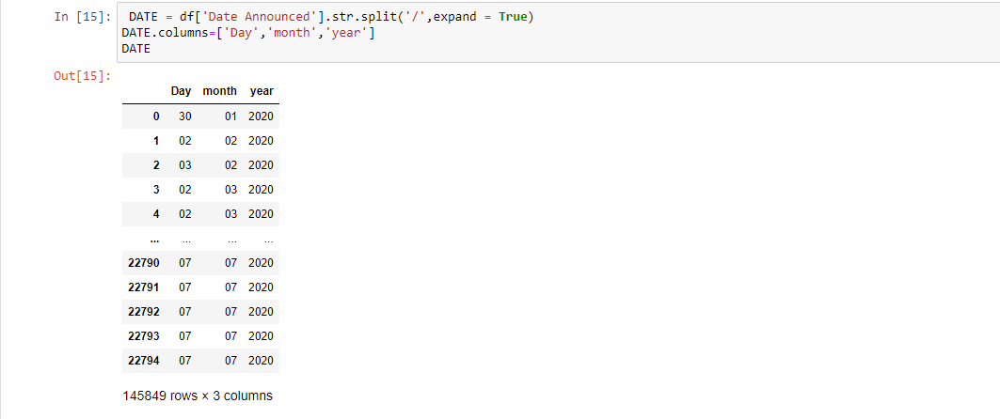 In [15]: DATE = df['Date Announced'].str.split('/',expand = True)
DATE.columns=['Day','month','year']
DATE
Out[15]:
Day month year
0 30 01 2020
1 02 02 2020
2 03 02 2020
3 02 03 2020
4 02 03 2020
... ... ... ...
22790 07 07 2020
22791 07 07 2020
22792 07 07 2020
22793 07 07 2020
22794 07 07 2020
145849 rows × 3 columns